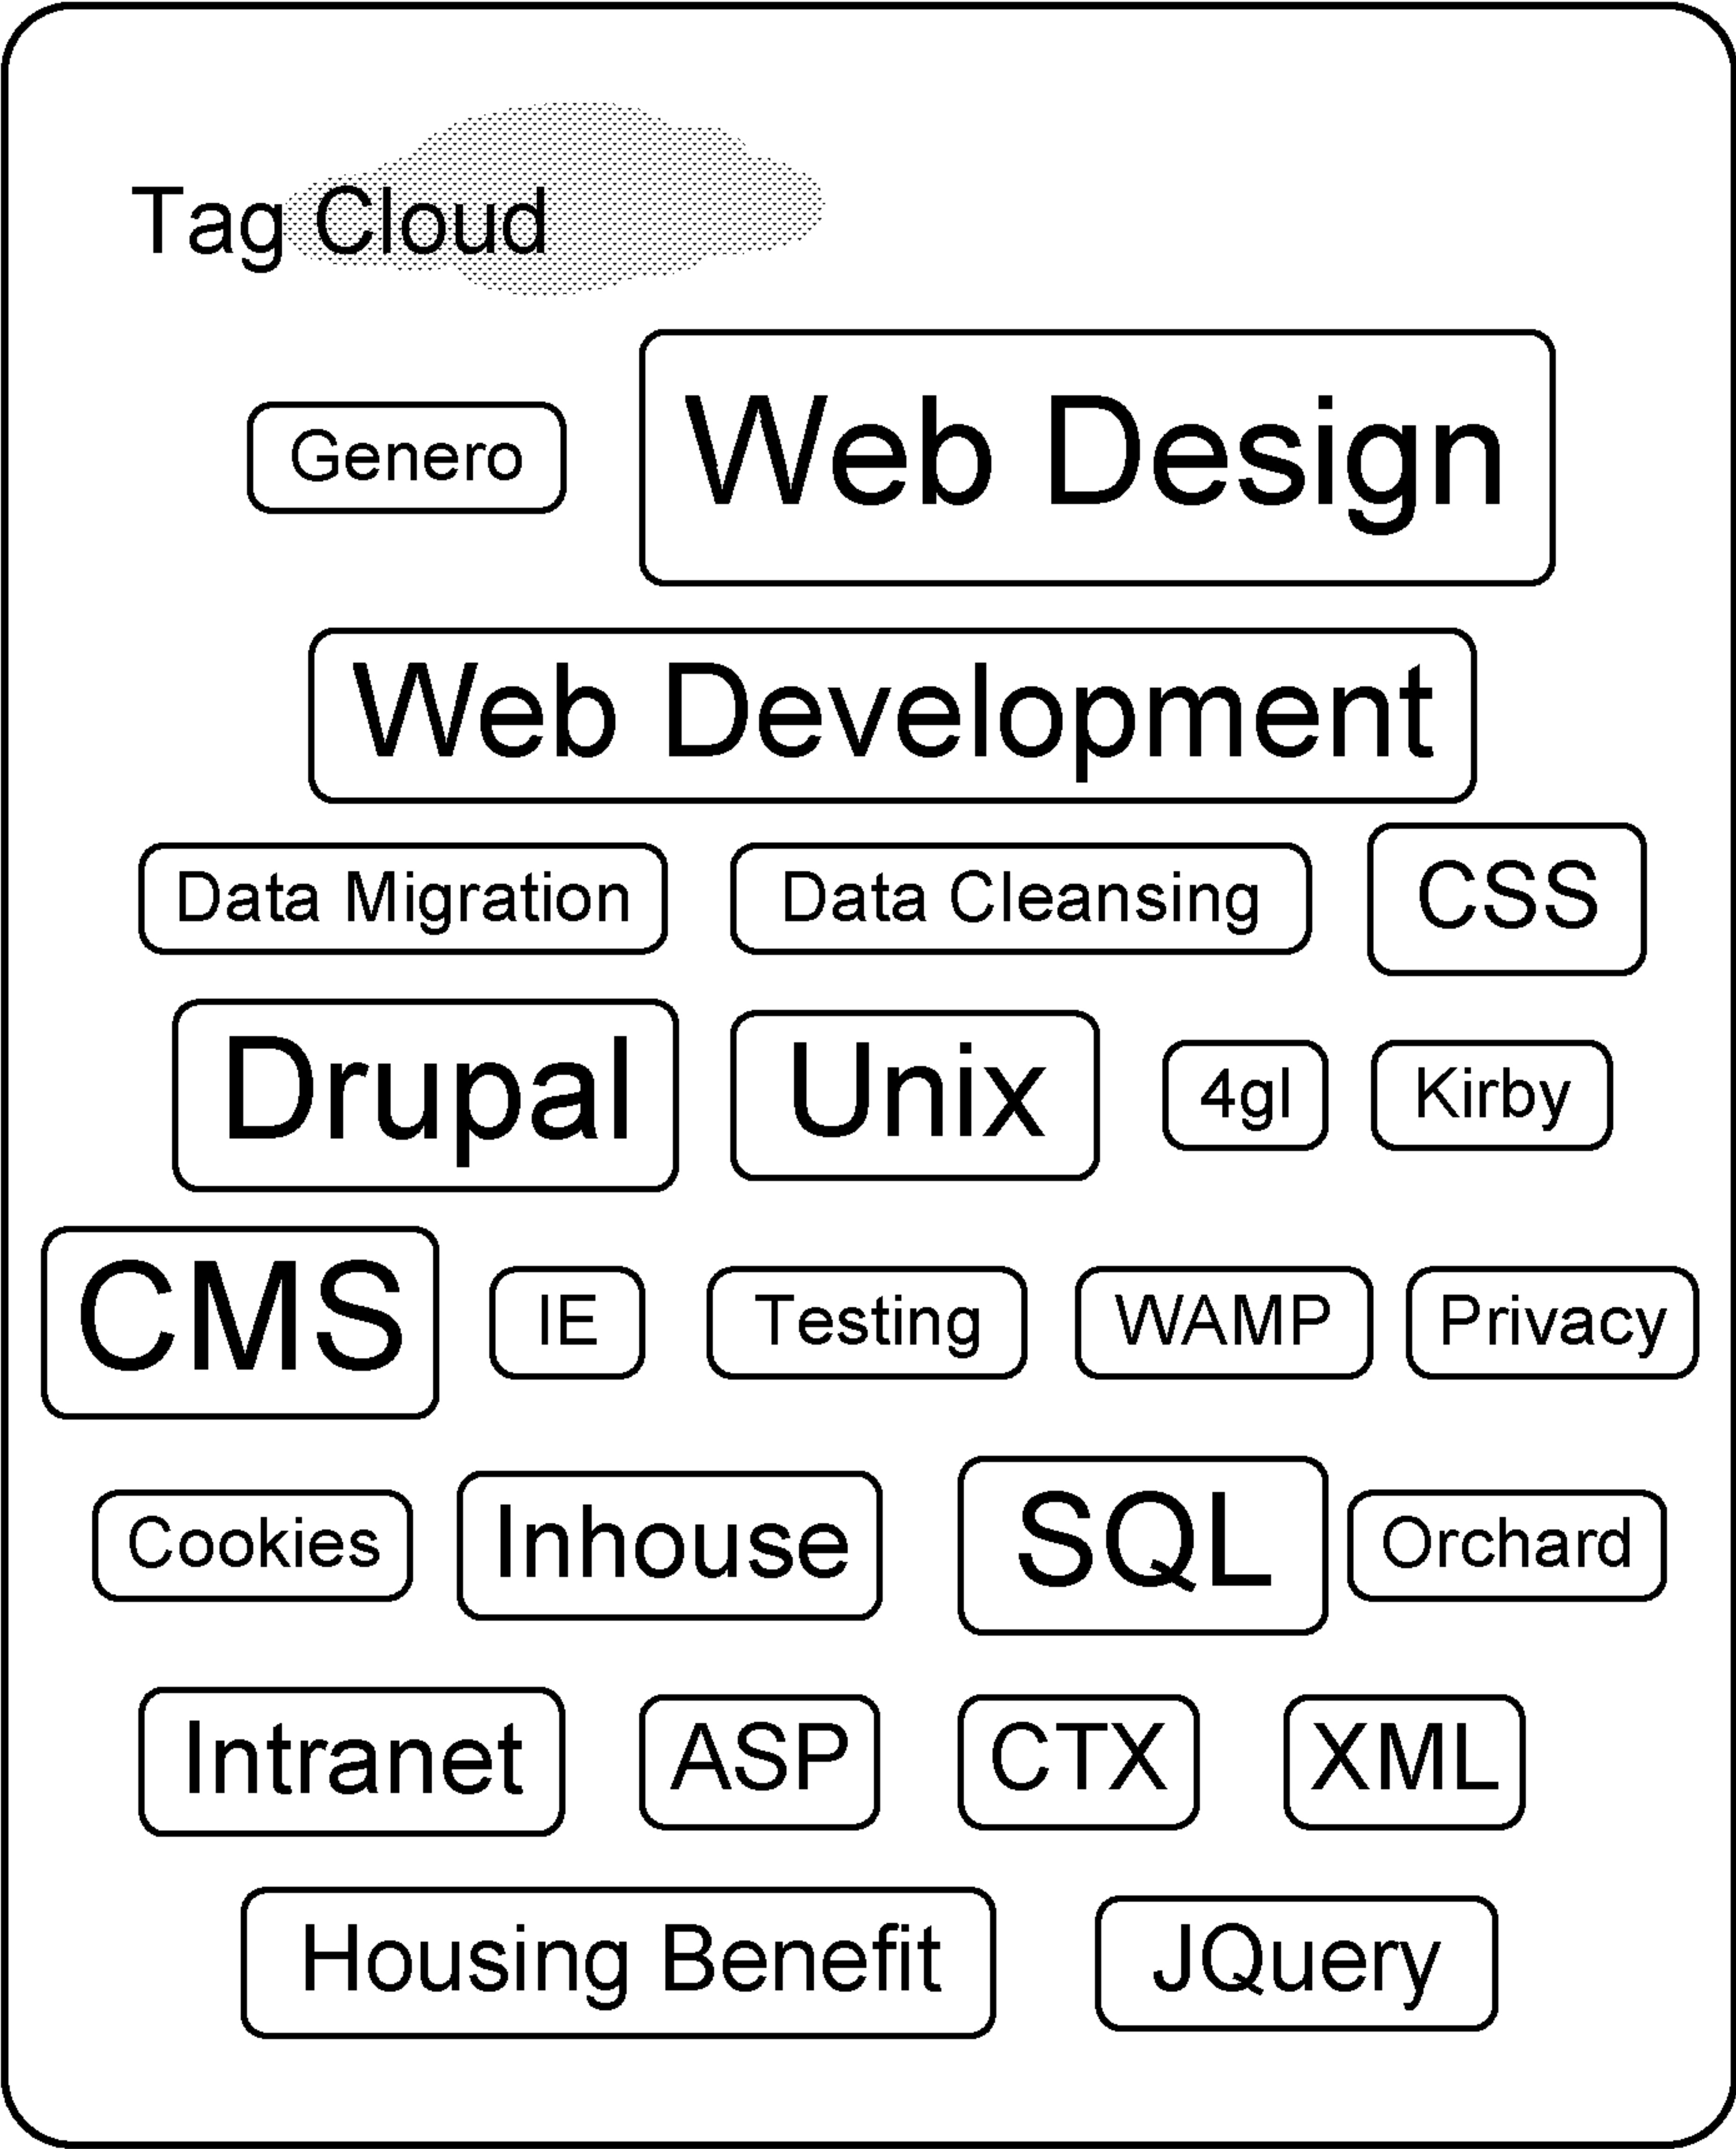 Tag Cloud
Genero Web Design
Web Development
Data Migration Data Cleansing CSS
Drupal Unix 4gl Kirby
CMS IE Testing WAMP Privacy
Cookies Inhouse SQL Orchard
Intranet ASP CTX XML
Housing Benefit JQuery